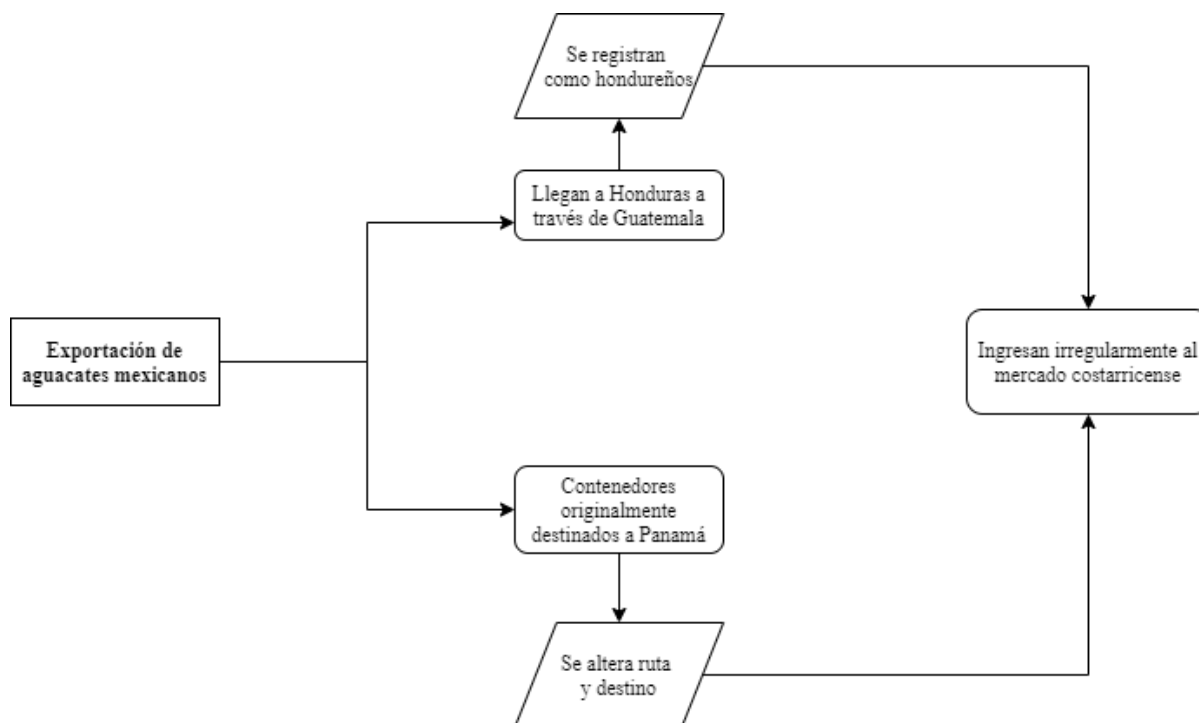 Se registran
como hondureños
Llegan a Honduras a
través de Guatemala
Exportación de
aguacates mexicanos
Ingresan irregularmente al
mercado costarricense
Contenedores
originalmente
destinados a Panamá
Se altera ruta
y destino